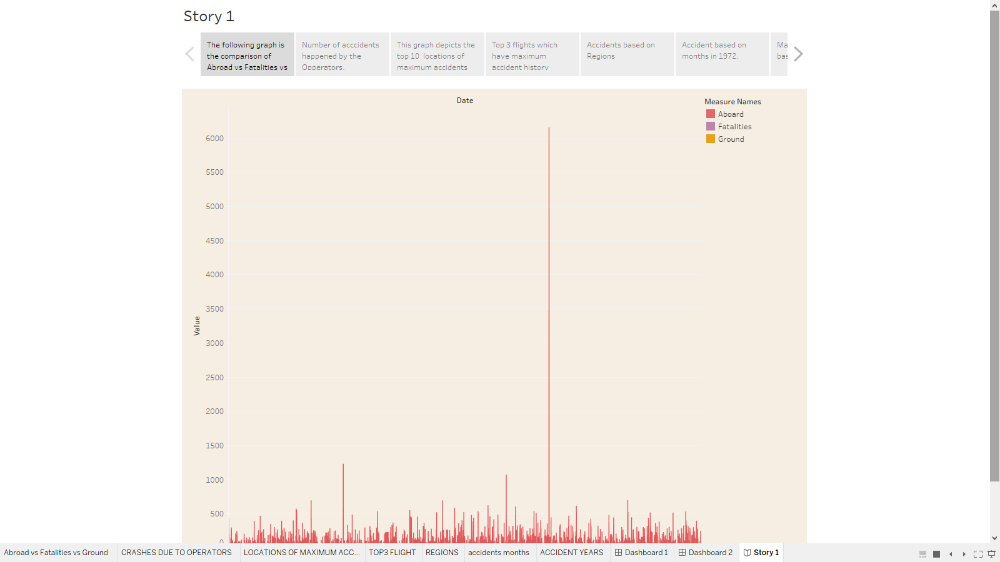 Story 1
The following graph is
the comparison of
Abroad vs Fatalities vs
Number of acccidents
happened by the
Opperators.
This graph depicts the
top 10 locations of
maximum accidents
Top 3 flights which
have maximum
accident history
Accidents based on
Regions
Accident based on
months in 1972.
Ma
bas
Date
Measure Names
Aboard
Fatalities
Ground
6000
5500
5000
4500
4000
3500
3000
2500
2000
1500
1000
500
0
Value
Abroad vs Fatalities vs Ground
CRASHES DUE TO OPERATORS
LOCATIONS OF MAXIMUM ACC...
TOP3 FLIGHT
REGIONS
accidents months
ACCIDENT YEARS
Dashboard 1
Dashboard 2
Story 1